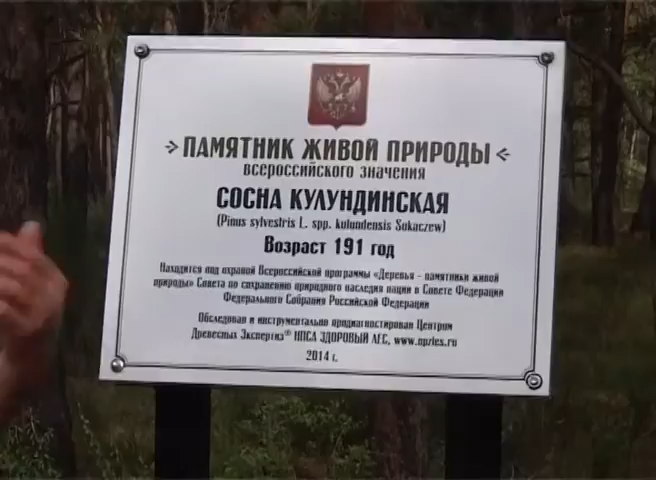 ПАМЯТНИК ЖИВОЙ ПРИРОДЫ
ВСЕРОССИЙСКОГО ЗНАЧЕНИЯ
СОСНА КУЛУНДИНСКАЯ
(Pinus sylvestris L. spp. kulundensis Sukaczew)
Возраст 191 год
Находится под охраной Всероссийской программы «Деревья - памятники живой
природы» Совета по сохранению природного наследия нации в Совете Федерации
Федерального Собрания Российской Федерации
Обследован и инструментально продиагностирован Центром
Древесных Экспертиз® НПСА ЗДОРОВЫЙ ЛЕС, www.npzles.ru
2014 г.